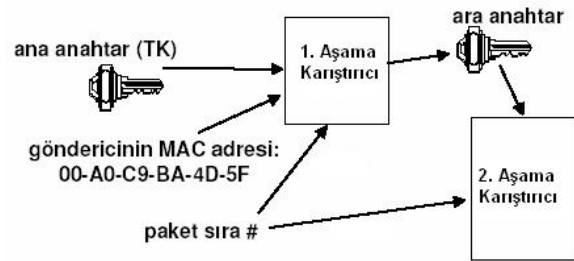 ana anahtar (TK)
1. Aşama
Karıştırıcı
ara anahtar
göndericinin MAC adresi:
00-A0-C9-BA-4D-5F
paket sıra #
2. Aşama
Karıştırıcı